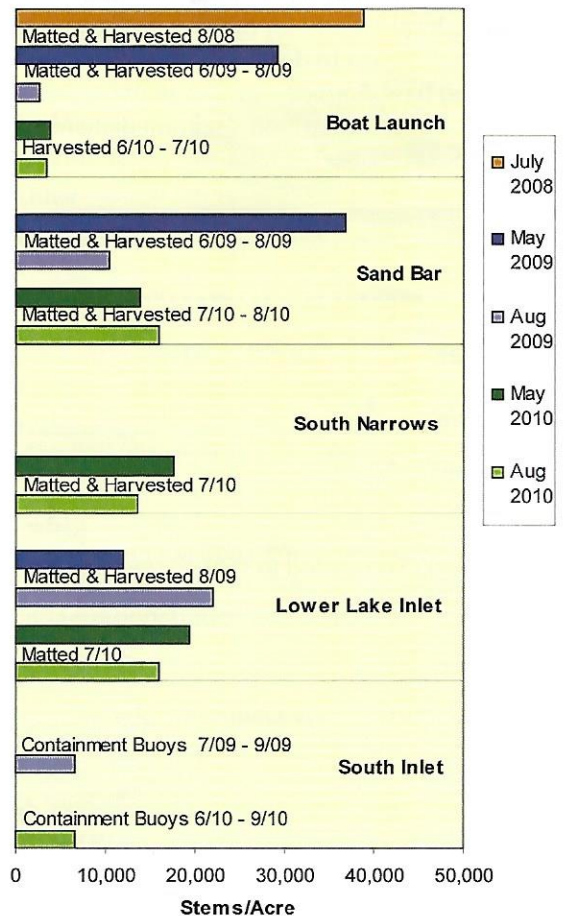 Matted & Harvested 8/08
Matted & Harvested 6/09 - 8/09
Boat Launch
Harvested 6/10 - 7/10
Matted & Harvested 6/09 - 8/09
Sand Bar
Matted & Harvested 7/10 - 8/10
South Narrows
Matted & Harvested 7/10
Matted & Harvested 8/09
Lower Lake Inlet
Matted 7/10
Containment Buoys 7/09 - 9/09
South Inlet
Containment Buoys 6/10 - 9/10
0 10,000 20,000 30,000 40,000 50,000
Stems/Acre
July
2008
May
2009
Aug
2009
May
2010
Aug
2010